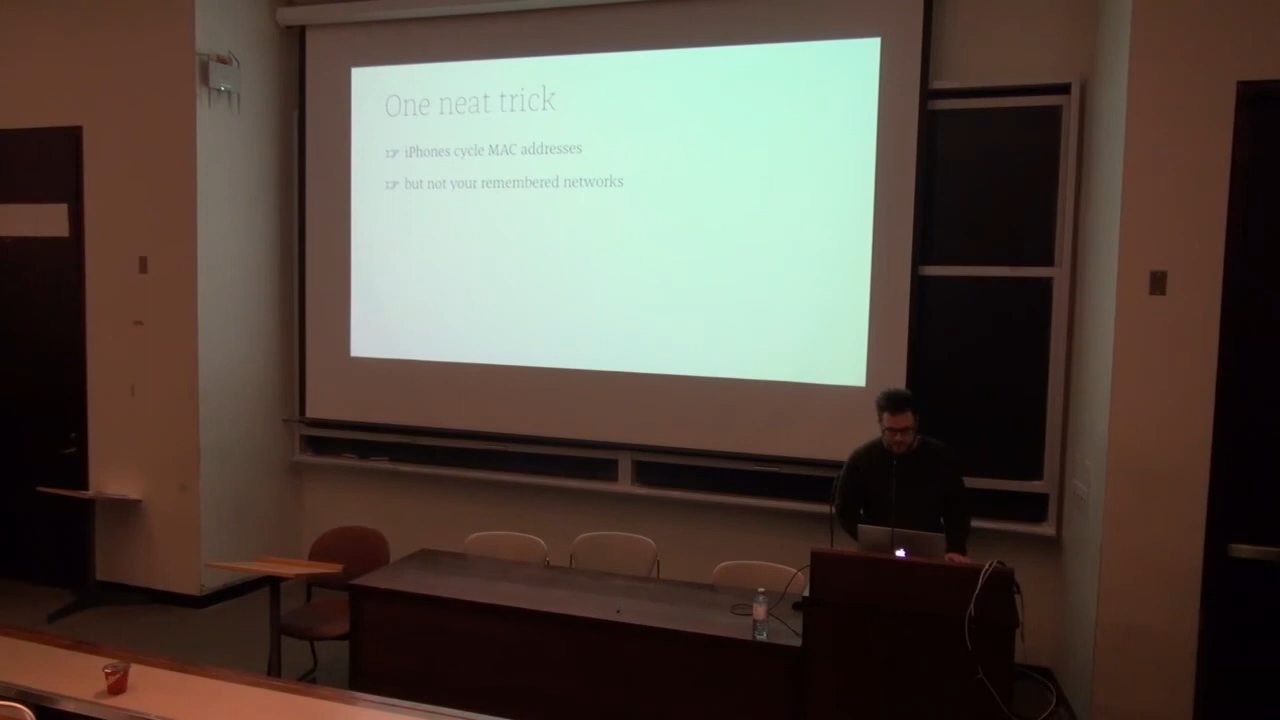 One neat trick
☞ iPhones cycle MAC addresses
☞ but not your remembered networks